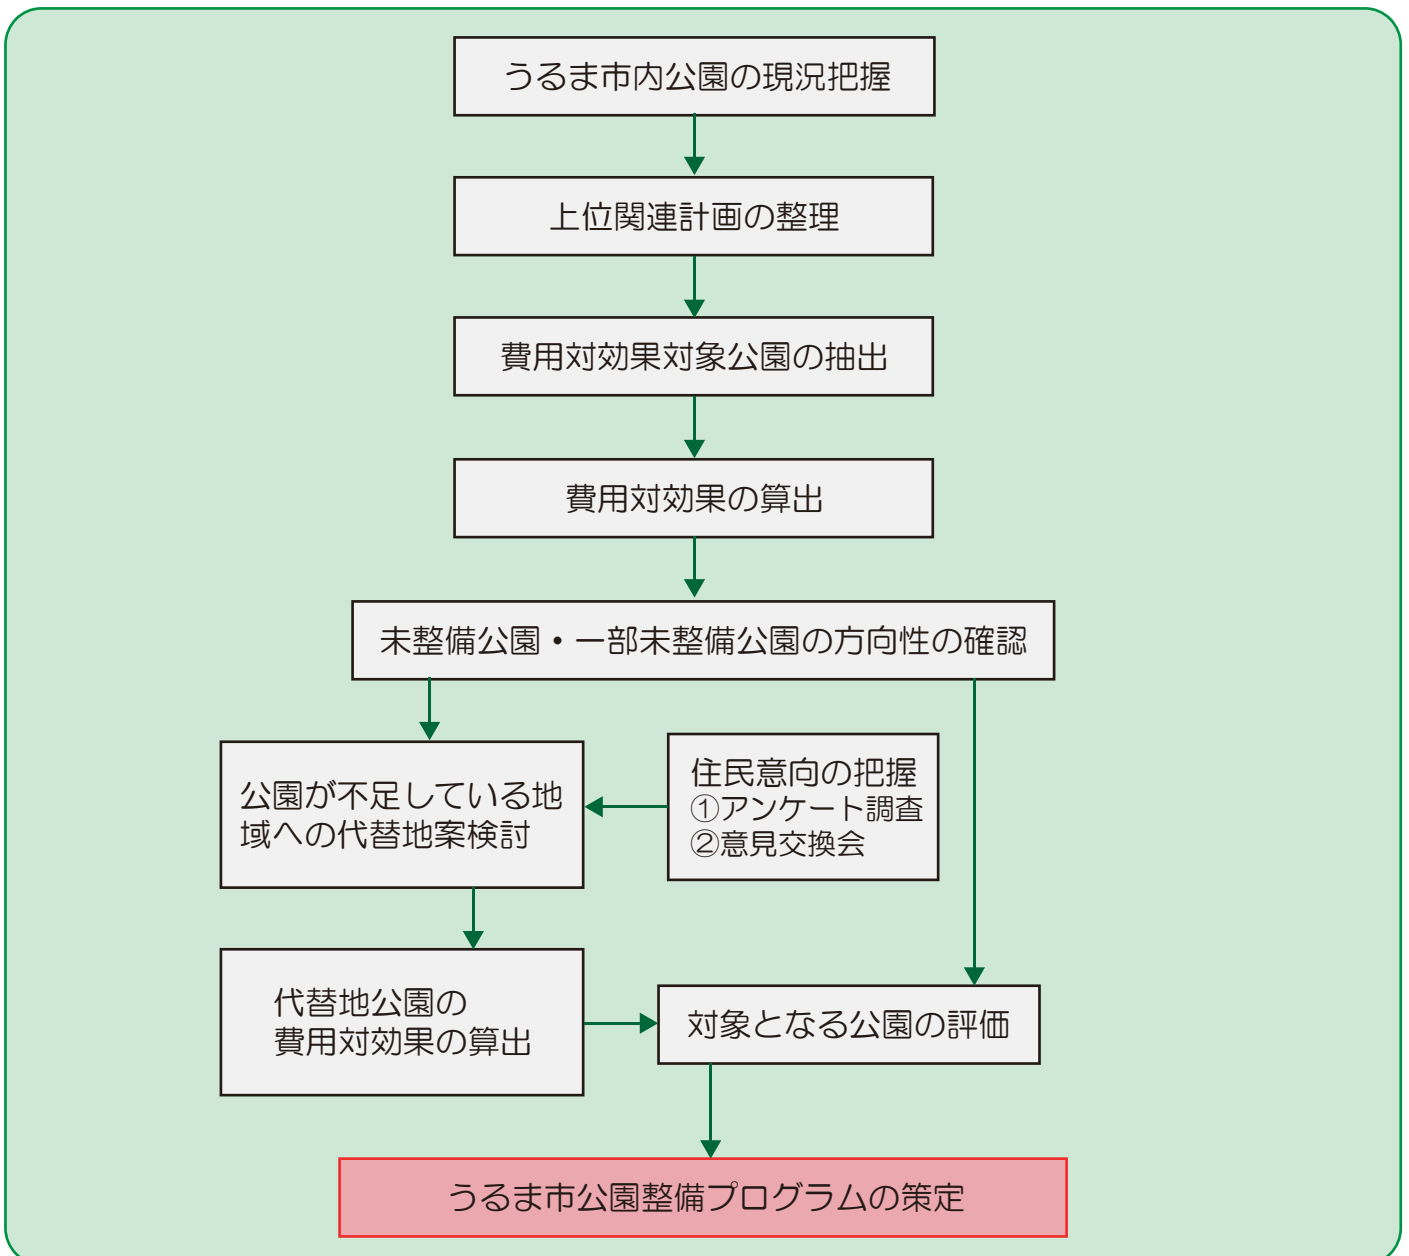 うるま市内公園の現況把握
上位関連計画の整理
費用対効果対象公園の抽出
費用対効果の算出
未整備公園・一部未整備公園の方向性の確認
公園が不足している地
域への代替地案検討
住民意向の把握
①アンケート調査
②意見交換会
代替地公園の
費用対効果の算出
対象となる公園の評価
うるま市公園整備プログラムの策定